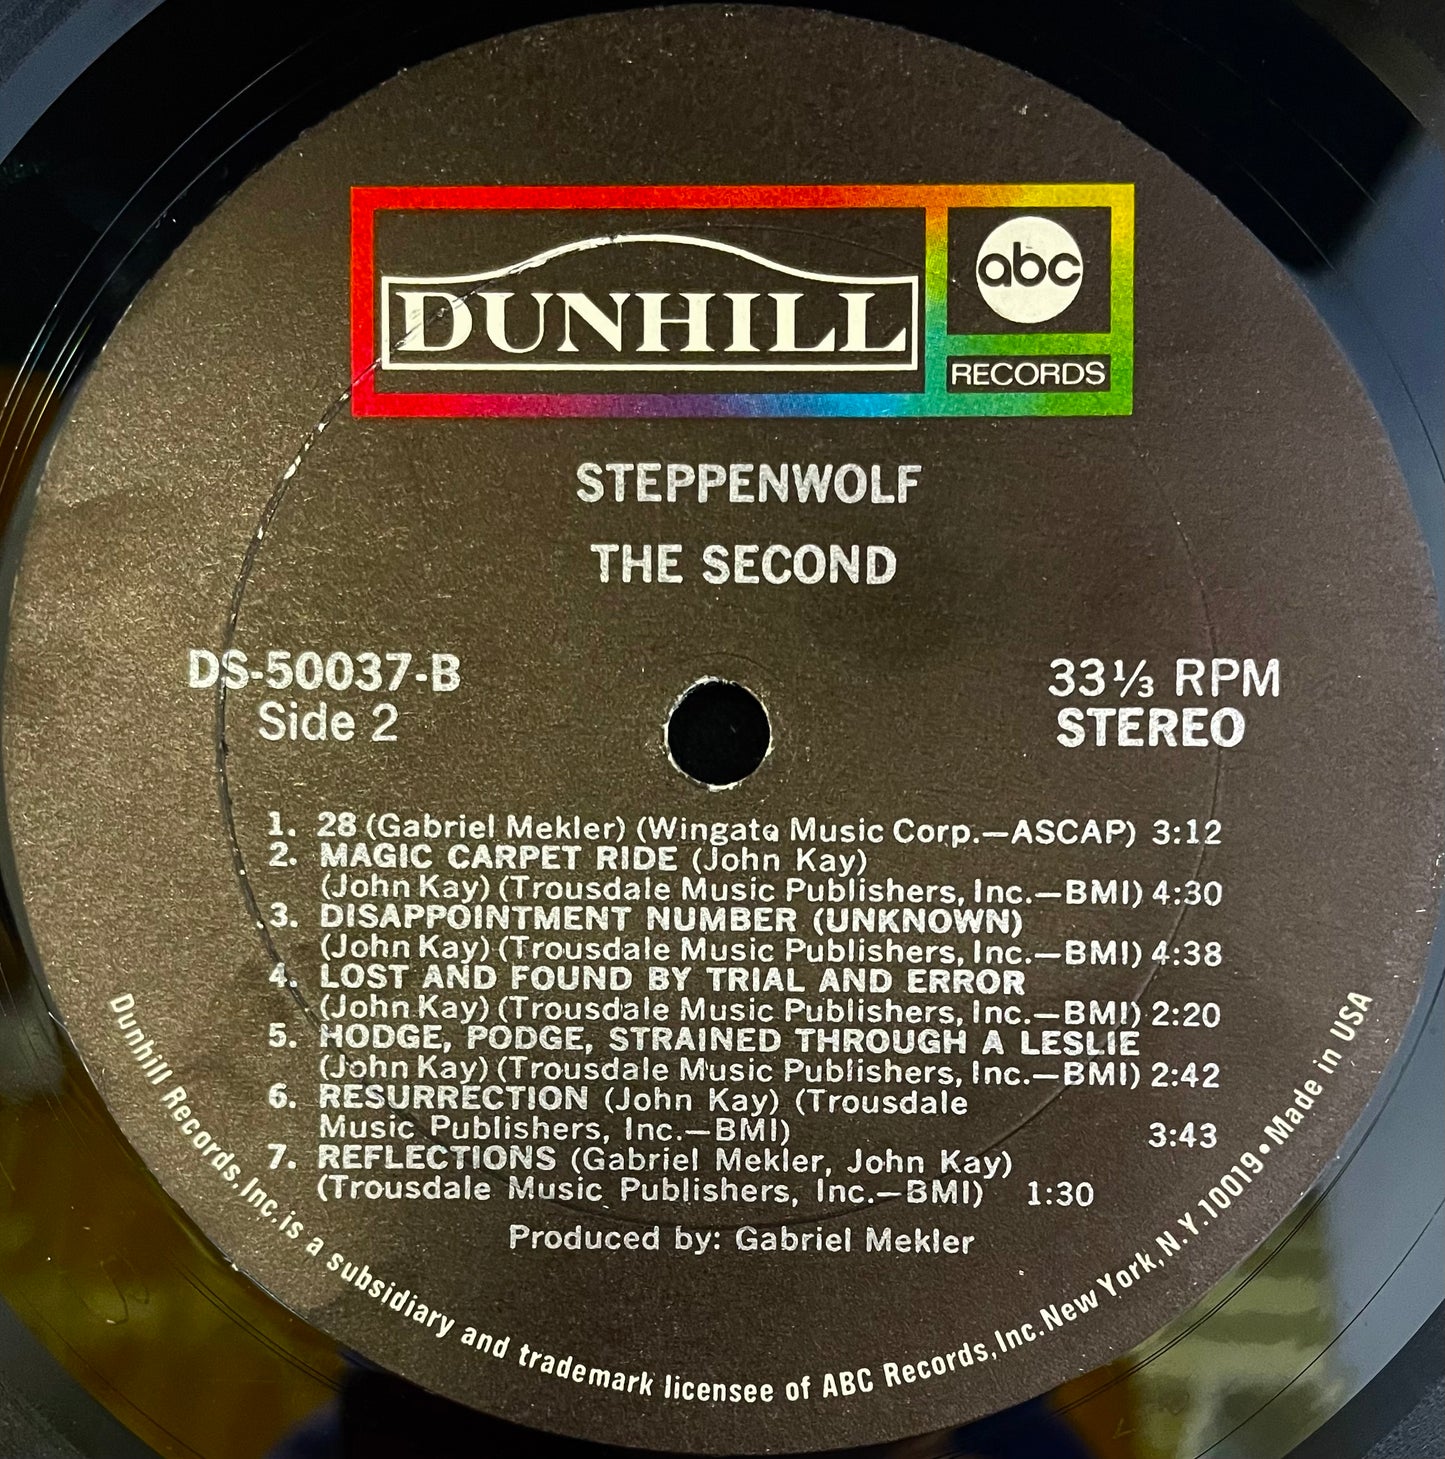 DUNHILL
abc
RECORDS
STEPPENWOLF
THE SECOND
DS-50037-B
Side 2
33⅓ RPM
STEREO
1. 28 (Gabriel Mekler) (Wingate Music Corp.—ASCAP) 3:12
2. MAGIC CARPET RIDE (John Kay)
(John Kay) (Trousdale Music Publishers, Inc.—BMI) 4:30
3. DISAPPOINTMENT NUMBER (UNKNOWN)
(John Kay) (Trousdale Music Publishers, Inc.—BMI) 4:38
4. LOST AND FOUND BY TRIAL AND ERROR
(John Kay) (Trousdale Music Publishers, Inc.—BMI) 2:20
5. HODGE, PODGE, STRAINED THROUGH A LESLIE
(John Kay) (Trousdale Music Publishers, Inc.—BMI) 2:42
6. RESURRECTION (John Kay) (Trousdale
Music Publishers, Inc.—BMI) 3:43
7. REFLECTIONS (Gabriel Mekler, John Kay)
(Trousdale Music Publishers, Inc.—BMI) 1:30
Produced by: Gabriel Mekler
Dunhill Records, Inc. is a subsidiary and trademark licensee of ABC Records, Inc. New York, N.Y. 10019 • Made in USA